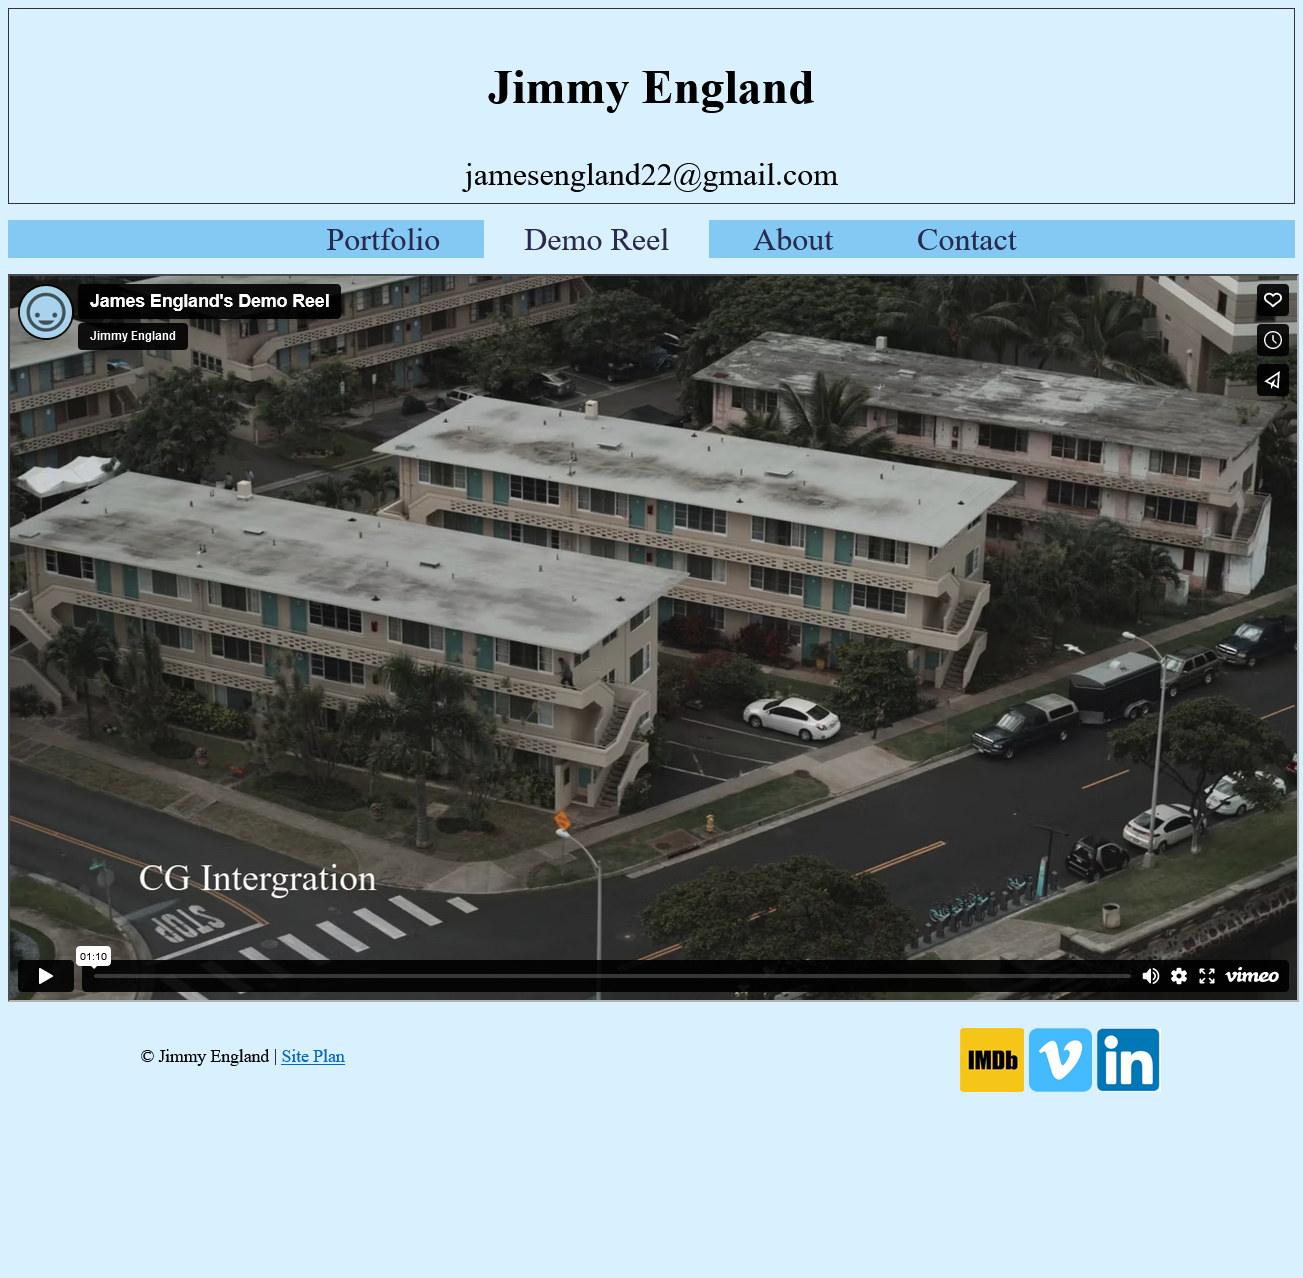 Jimmy England
jamesengland22@gmail.com
Portfolio Demo Reel About Contact
James England's Demo Reel
Jimmy England
STOP
CG Intergration
01:10
vimeo
© Jimmy England | Site Plan
IMDb
in